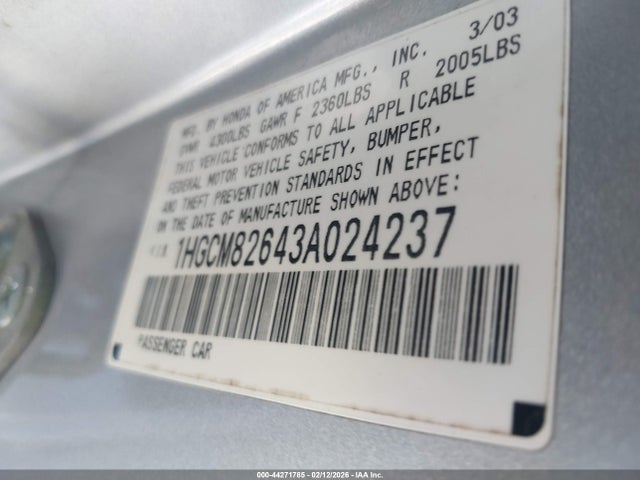 MFD. BY HONDA OF AMERICA MFG., INC. 3/03
GVWR 4300LBS GAWR F 2360LBS R 2005LBS
THIS VEHICLE CONFORMS TO ALL APPLICABLE
FEDERAL MOTOR VEHICLE SAFETY, BUMPER,
AND THEFT PREVENTION STANDARDS IN EFFECT
ON THE DATE OF MANUFACTURE SHOWN ABOVE:
VIN 1HGCM82643A024237
PASSENGER CAR
000-44271785 - 02/12/2026 - IAA Inc.